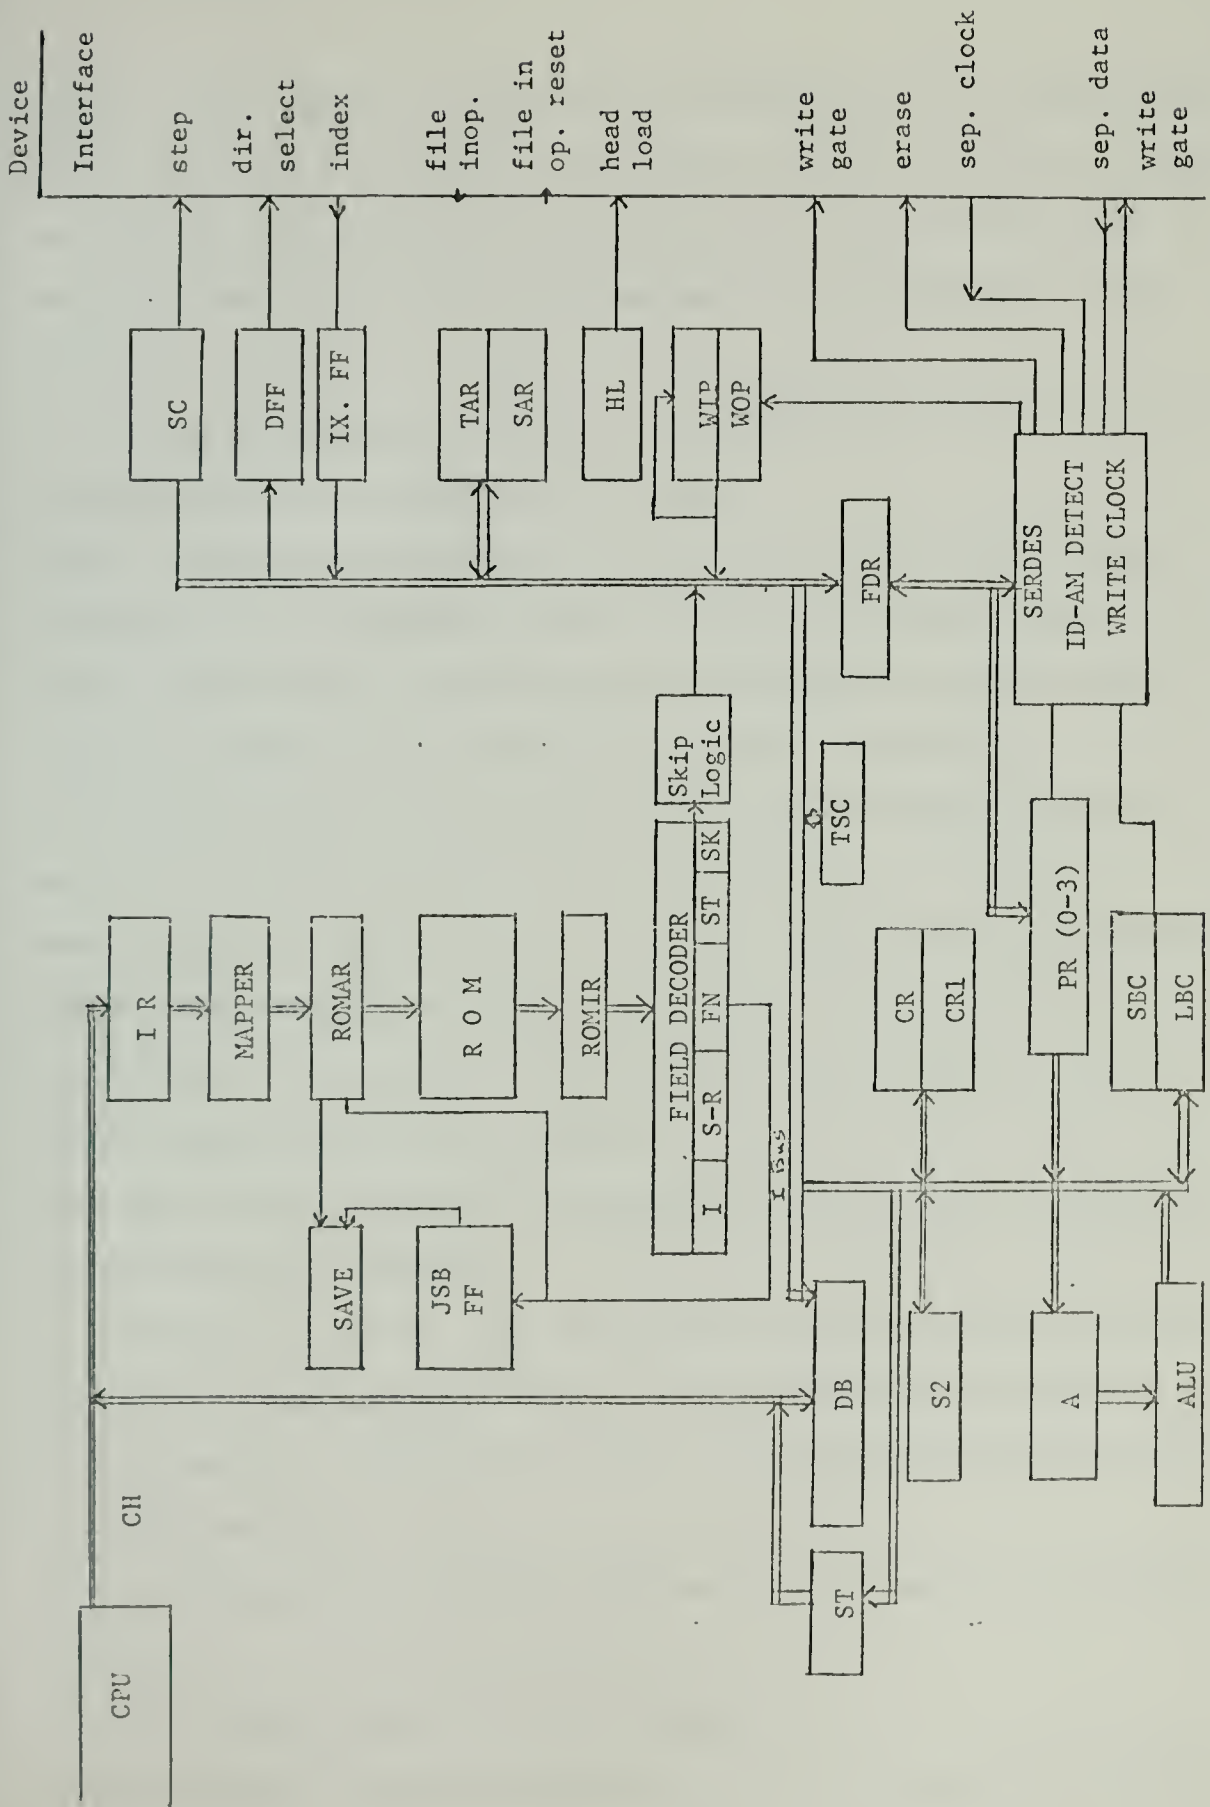 Device
Interface
step
dir.
select
index
file
inop.
file in
op. reset
head
load
write
gate
erase
sep. clock
sep. data
write
gate
SC
DFF
IX. FF
TAR
SAR
HL
WIP
WOP
FDR
SERDES
ID-AM DETECT
WRITE CLOCK
Skip
Logic
TSC
I R
MAPPER
ROMAR
R O M
ROMIR
FIELD DECODER
I S-R FN ST SK
CR
CR1
PR (0-3)
SBC
LBC
I Bus
SAVE
JSB
FF
DB
S2
A
ALU
ST
CH
CPU